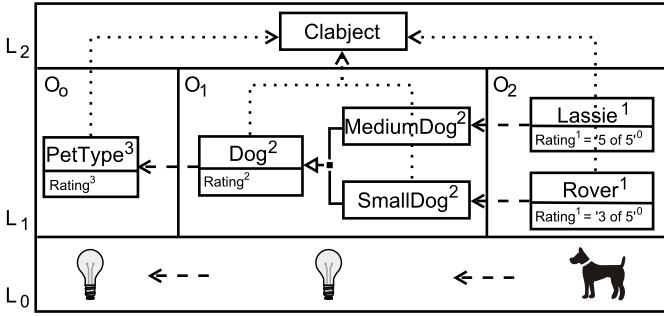 L₂
Clabject
Oₒ
O₁
O₂
PetType³
Rating³
Dog²
Rating²
MediumDog²
SmallDog²
Lassie¹
Rating¹ = '5 of 5'⁰
Rover¹
Rating¹ = '3 of 5'⁰
L₁
L₀